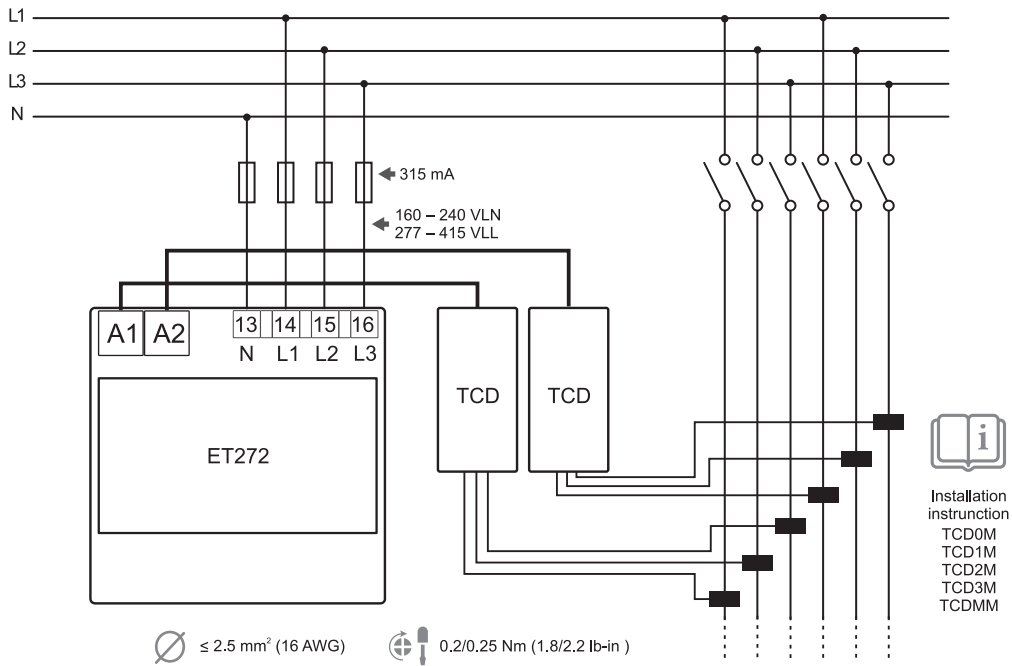 L1
L2
L3
N
315 mA
160 – 240 VLN
277 – 415 VLL
A1 A2
13 14 15 16
N L1 L2 L3
TCD
TCD
ET272
i
Installation
instrunction
TCD0M
TCD1M
TCD2M
TCD3M
TCDMM
≤ 2.5 mm² (16 AWG)
0.2/0.25 Nm (1.8/2.2 lb-in )